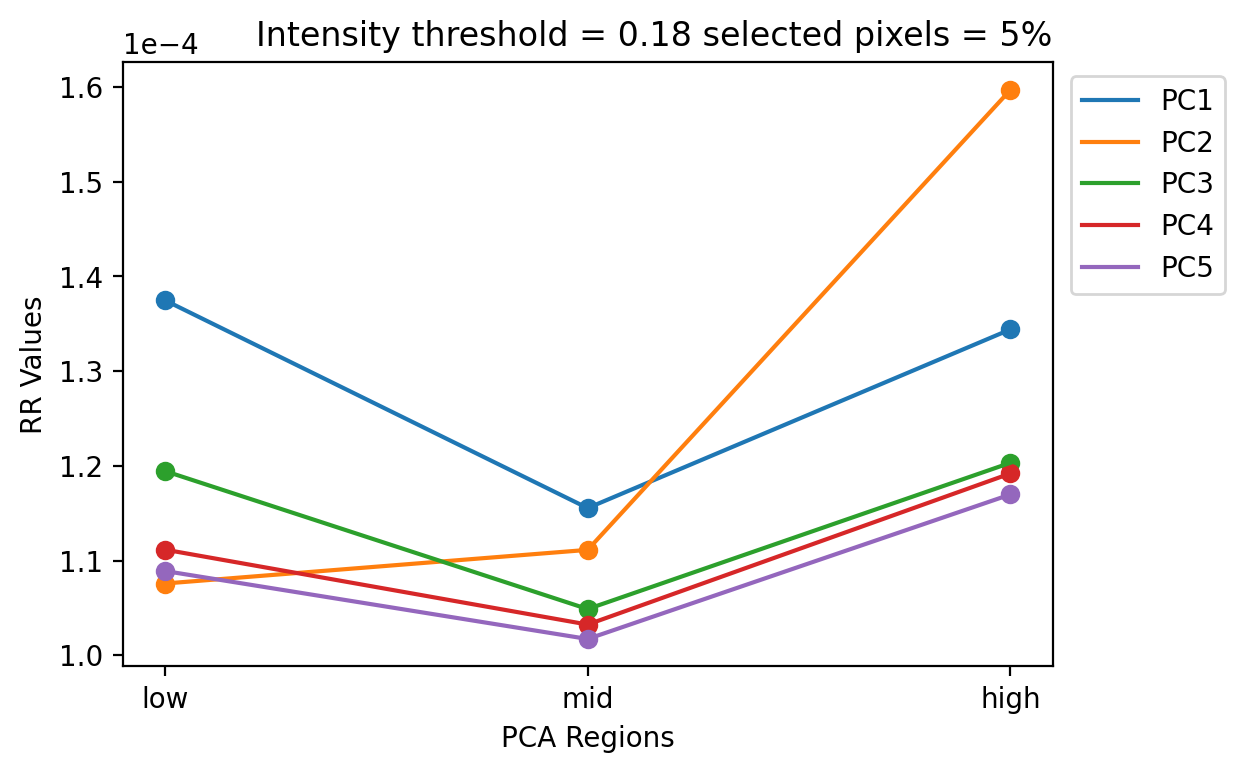 Intensity threshold = 0.18 selected pixels = 5%
1e−4
1.6
1.5
1.4
1.3
1.2
1.1
1.0
RR Values
low mid high
PCA Regions
PC1
PC2
PC3
PC4
PC5